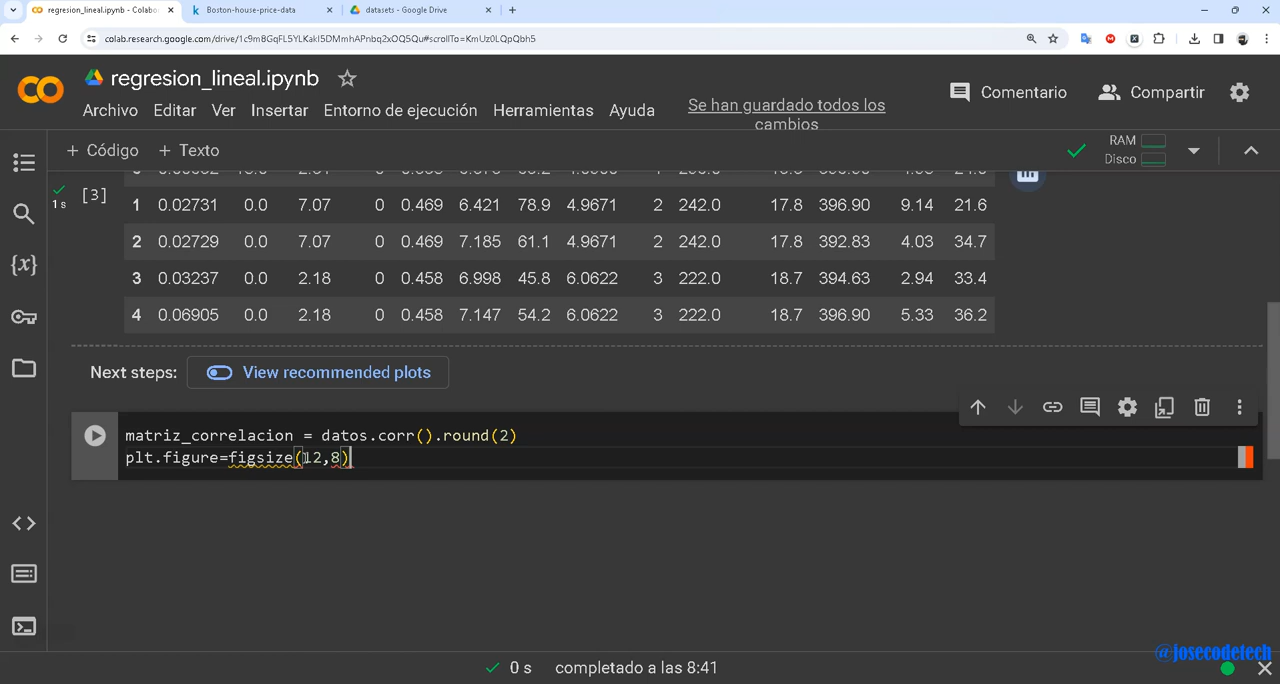 regresion_lineal.ipynb - Colabo
Boston-house-price-data
datasets - Google Drive
colab.research.google.com/drive/1c9m8GqFL5YLKakI5DMmhAPnbq2xOQ5Qu#scrollTo=KmUz0LQpQbh5
regresion_lineal.ipynb
Archivo Editar Ver Insertar Entorno de ejecución Herramientas Ayuda
Se han guardado todos los cambios
Comentario
Compartir
+ Código + Texto
RAM
Disco
1 s
[3]
1 0.02731 0.0 7.07 0 0.469 6.421 78.9 4.9671 2 242.0 17.8 396.90 9.14 21.6
2 0.02729 0.0 7.07 0 0.469 7.185 61.1 4.9671 2 242.0 17.8 392.83 4.03 34.7
3 0.03237 0.0 2.18 0 0.458 6.998 45.8 6.0622 3 222.0 18.7 394.63 2.94 33.4
4 0.06905 0.0 2.18 0 0.458 7.147 54.2 6.0622 3 222.0 18.7 396.90 5.33 36.2
Next steps:
View recommended plots
matriz_correlacion = datos.corr().round(2)
plt.figure=figsize(12,8)
0 s completado a las 8:41
@josecodetech